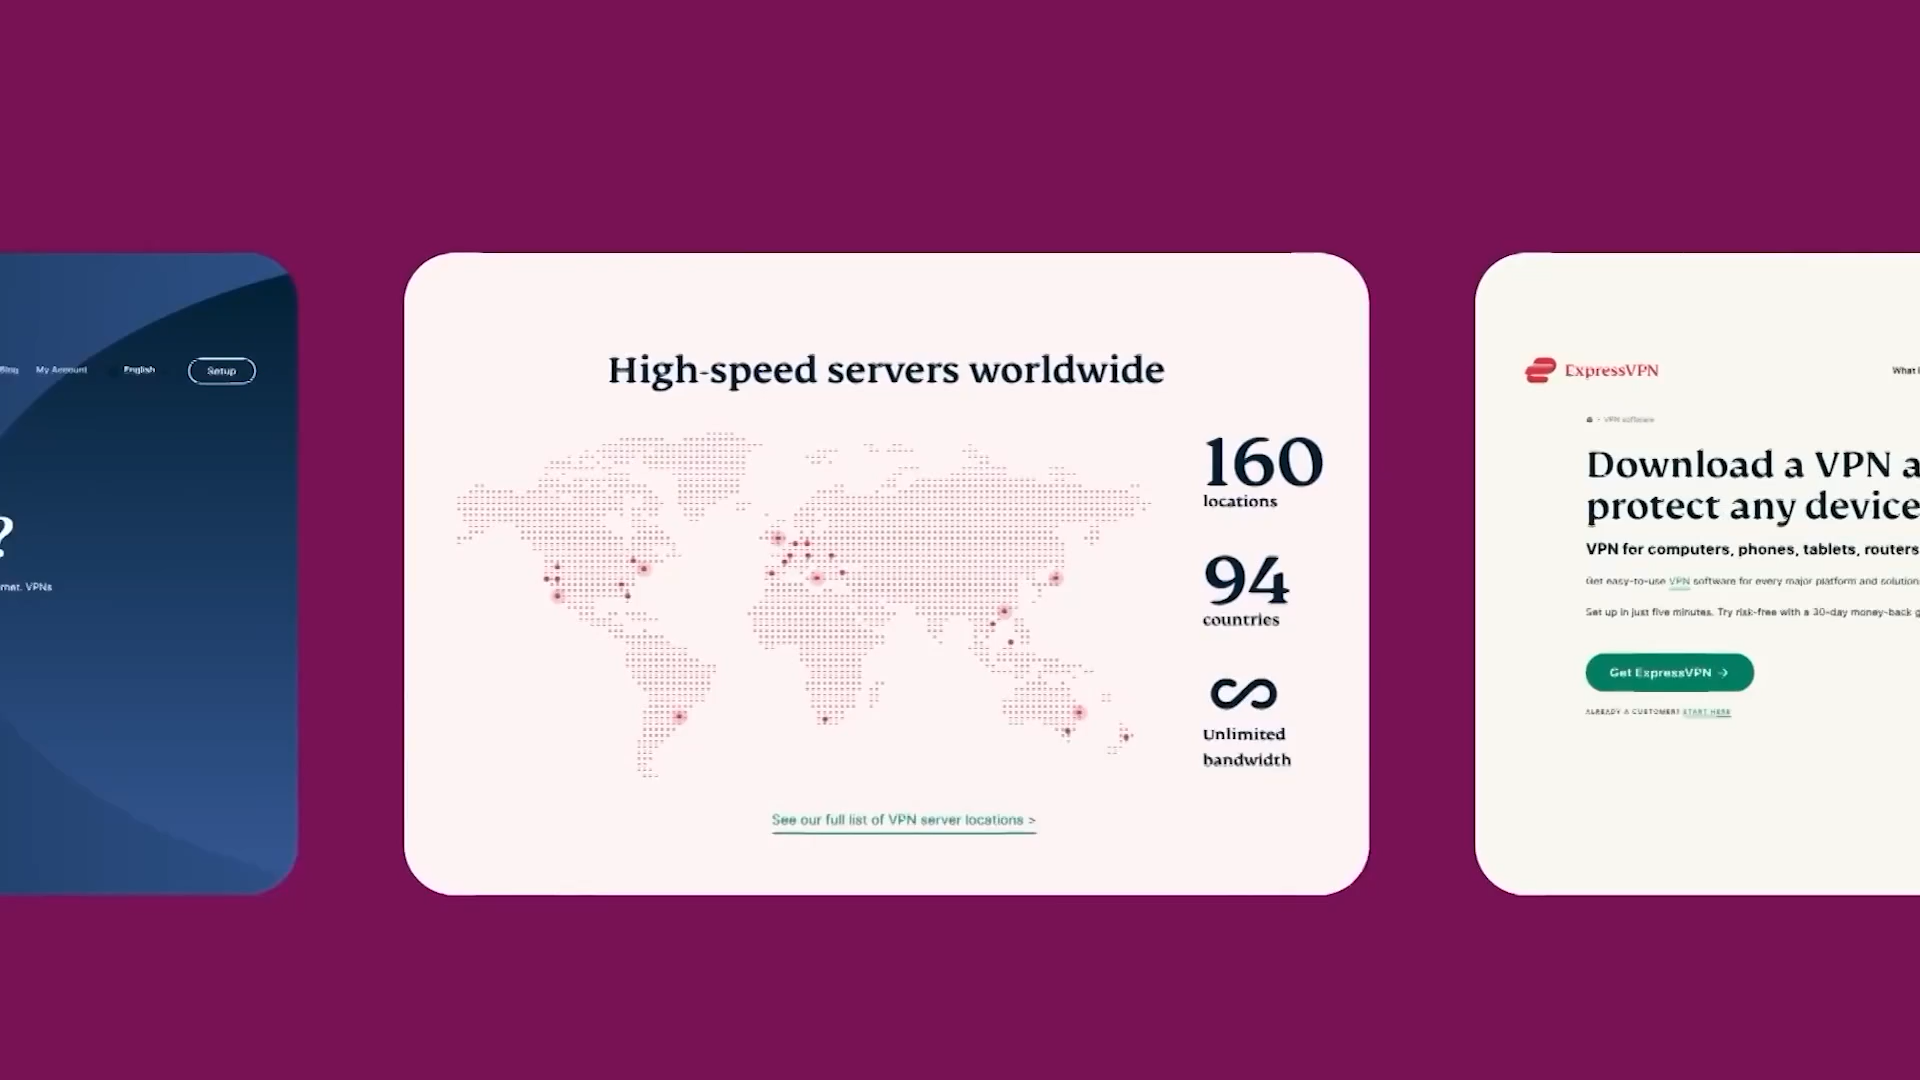 My Account
English
Setup
?
VPNs
High-speed servers worldwide
160
locations
94
countries
Unlimited
bandwidth
See our full list of VPN server locations >
ExpressVPN
What
VPN software
Download a VPN a
protect any device
VPN for computers, phones, tablets, routers
Get easy-to-use VPN software for every major platform and solution
Set up in just five minutes. Try risk-free with a 30-day money-back g
Get ExpressVPN →
ALREADY A CUSTOMER? START HERE